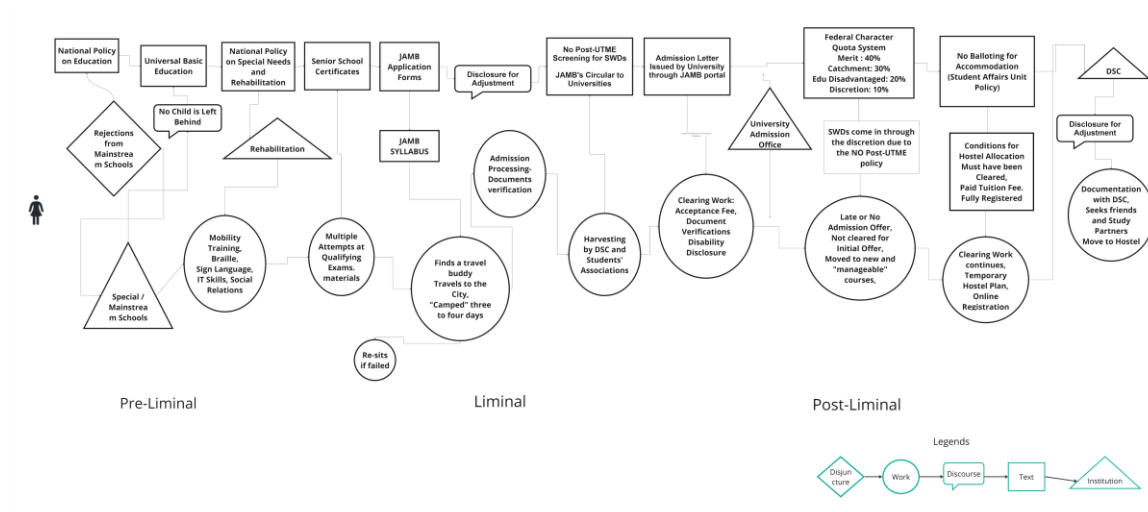 National Policy
on Education
Universal Basic
Education
National Policy
on Special Needs
and
Rehabilitation
Senior School
Certificates
JAMB
Application
Forms
Disclosure for
Adjustment
No Post-UTME
Screening for SWDs
JAMB's Circular to
Universities
Admission Letter
Issued by University
through JAMB portal
Federal Character
Quota System
Merit : 40%
Catchment: 30%
Edu Disadvantaged: 20%
Discretion: 10%
No Balloting for
Accommodation
(Student Affairs Unit
Policy)
DSC
No Child is Left
Behind
Rejections
from
Mainstrea
m Schools
Rehabilitation
JAMB
SYLLABUS
Admission
Processing-
Documents
verification
University
Admission
Office
SWDs come in through
the discretion due to
the NO Post-UTME
policy
Conditions for
Hostel Allocation
Must have been
Cleared,
Paid Tuition Fee.
Fully Registered
Disclosure for
Adjustment
Documentation
with DSC,
Seeks friends
and Study
Partners
Move to Hostel
Special /
Mainstrea
m Schools
Mobility
Training,
Braille,
Sign Language,
IT Skills, Social
Relations
Multiple
Attempts at
Qualifying
Exams.
materials
Finds a travel
buddy
Travels to the
City,
"Camped" three
to four days
Harvesting
by DSC and
Students'
Associations
Clearing Work:
Acceptance Fee,
Document
Verifications
Disability
Disclosure
Late or No
Admission Offer,
Not cleared for
Initial Offer,
Moved to new and
"manageable"
courses,
Clearing Work
continues,
Temporary
Hostel Plan,
Online
Registration
Re-sits
if failed
Pre-Liminal
Liminal
Post-Liminal
Legends
Disjun
cture
Work
Discourse
Text
Institution